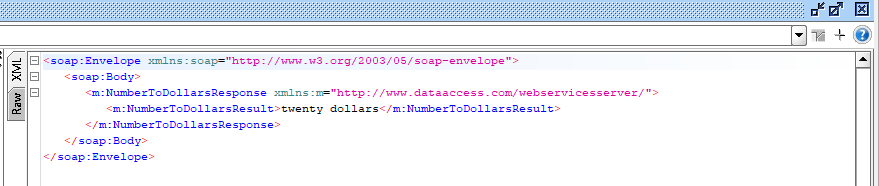 XML
Raw
<soap:Envelope xmlns:soap="http://www.w3.org/2003/05/soap-envelope">
<soap:Body>
<m:NumberToDollarsResponse xmlns:m="http://www.dataaccess.com/webservicesserver/">
<m:NumberToDollarsResult>twenty dollars</m:NumberToDollarsResult>
</m:NumberToDollarsResponse>
</soap:Body>
</soap:Envelope>